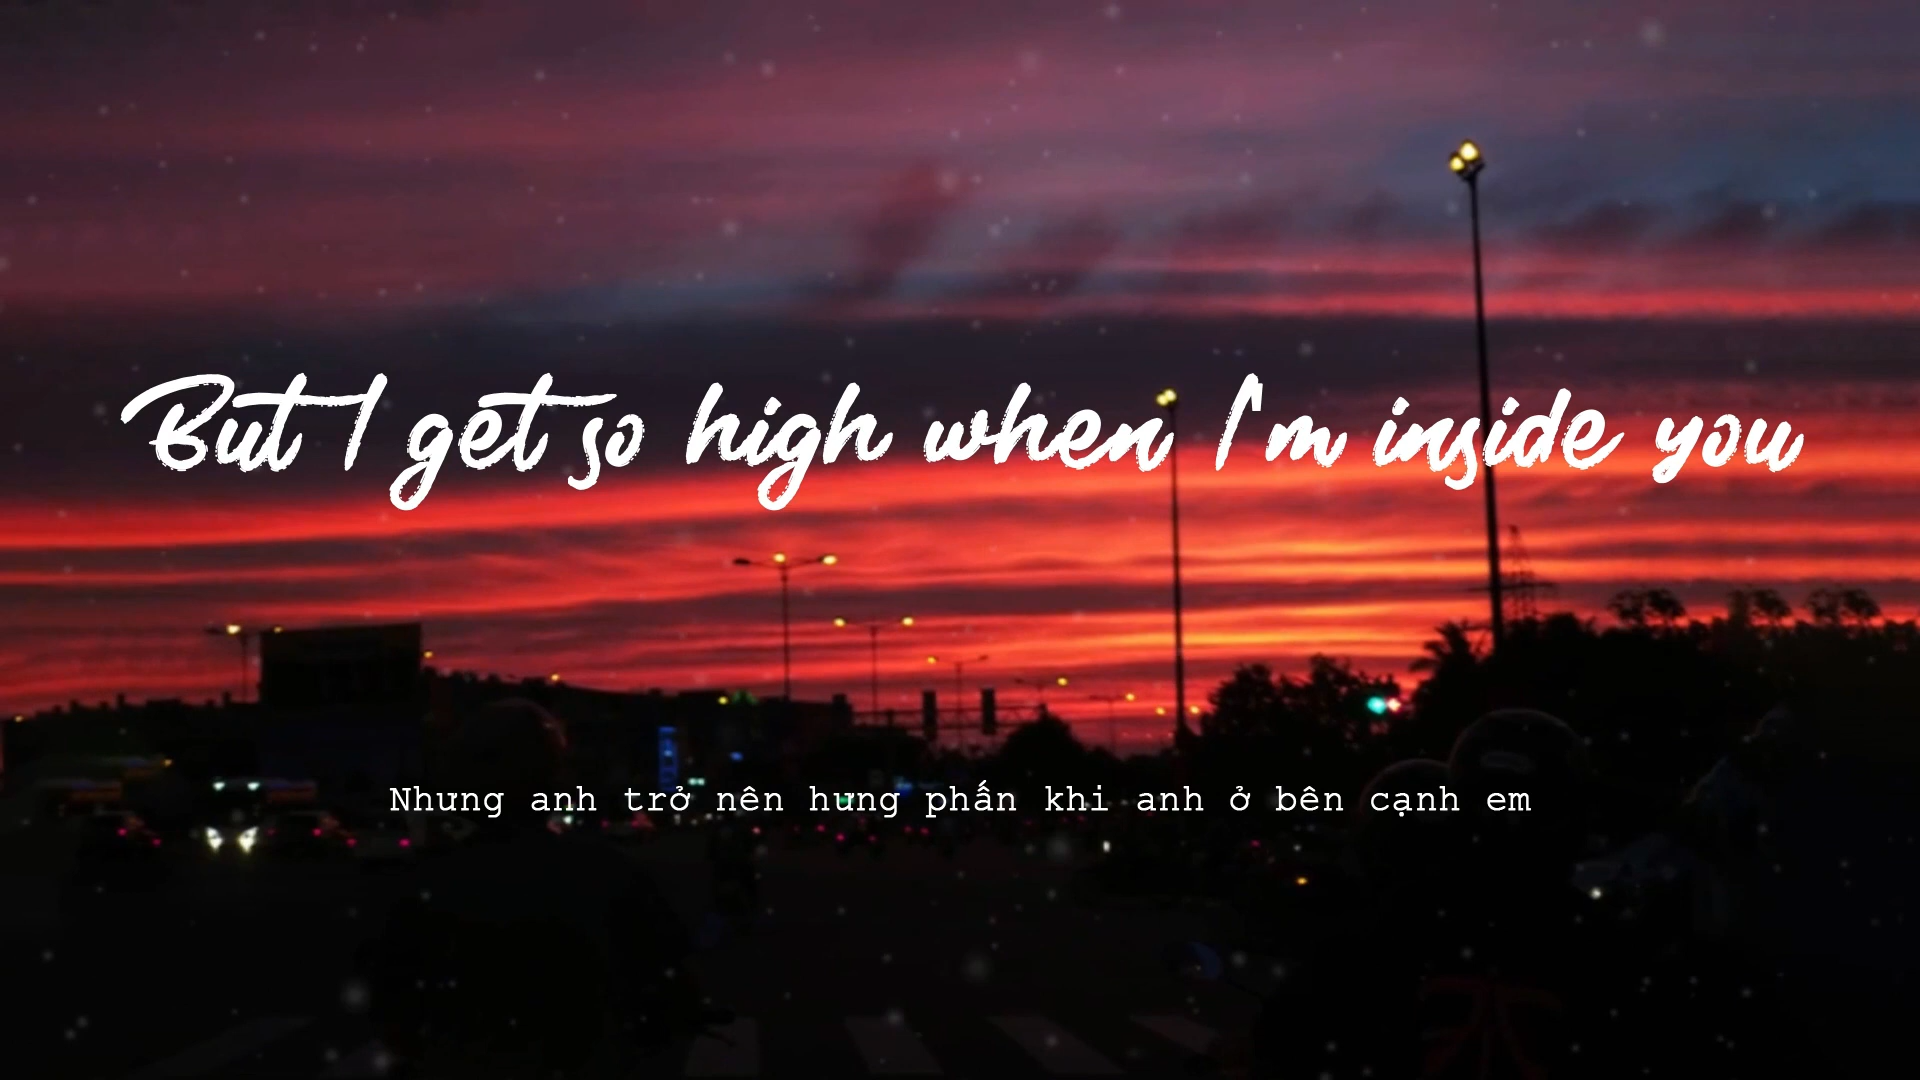 But I get so high when I'm inside you
Nhưng anh trở nên hưng phấn khi anh ở bên cạnh em